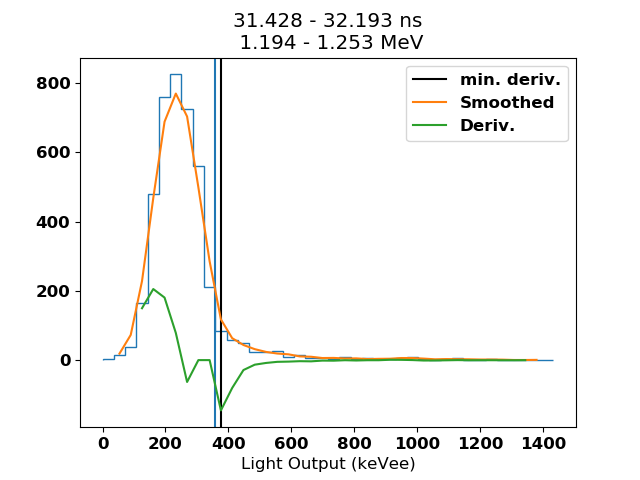 31.428 - 32.193 ns
1.194 - 1.253 MeV
min. deriv.
Smoothed
Deriv.
800
600
400
200
0
0 200 400 600 800 1000 1200 1400
Light Output (keVee)